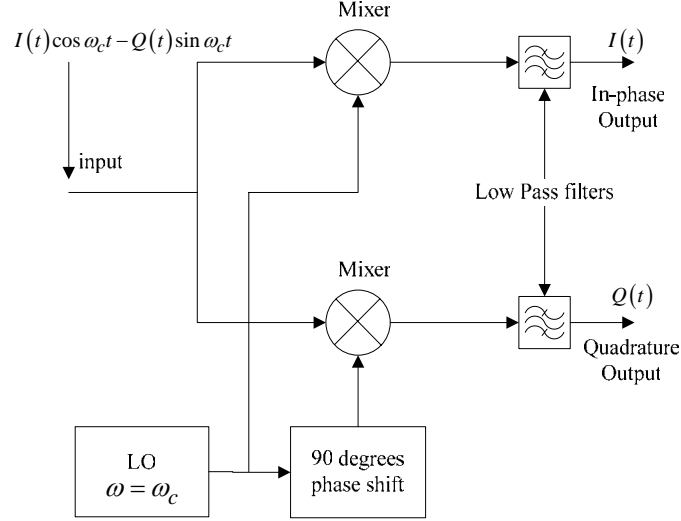 Mixer
I(t)cos ω_c t − Q(t)sin ω_c t
I(t)
In-phase
Output
input
Low Pass filters
Mixer
Q(t)
Quadrature
Output
LO
ω = ω_c
90 degrees
phase shift